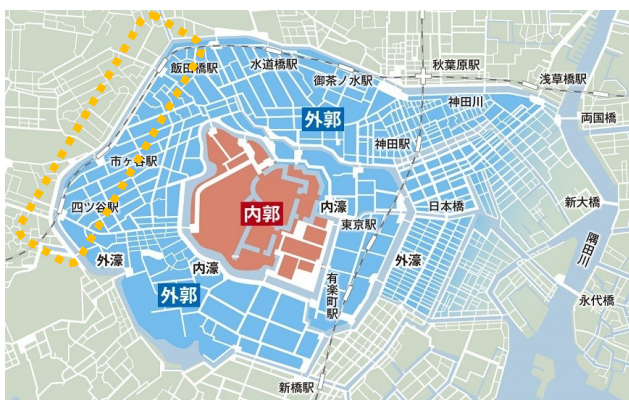 飯田橋駅
水道橋駅
御茶ノ水駅
秋葉原駅
浅草橋駅
外郭
神田川
神田駅
両国橋
市ヶ谷駅
四ツ谷駅
内郭
内濠
東京駅
日本橋
新大橋
隅田川
外濠
内濠
外濠
外郭
有楽町駅
永代橋
新橋駅